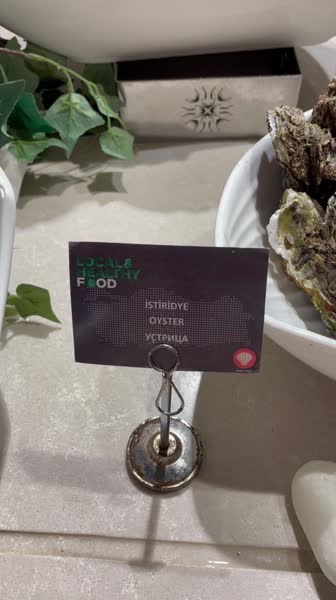 LOCAL&
HEALTHY
FOOD
İSTİRİDYE
OYSTER
УСТРИЦА